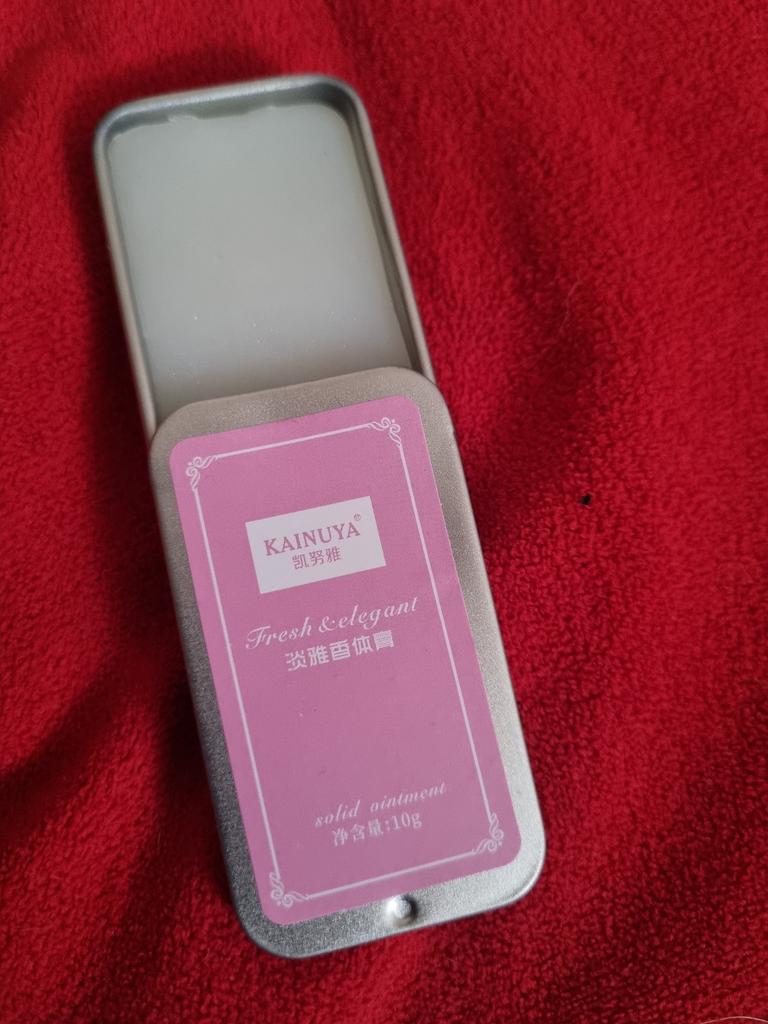 KAINUYA®
凯努雅
Fresh & elegant
淡雅香体膏
solid ointment
净含量:10g